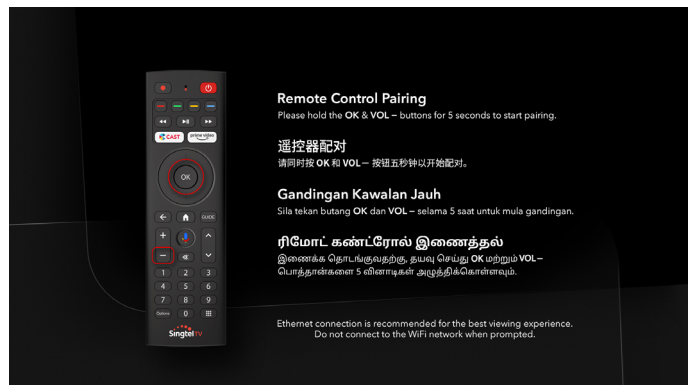 CAST
prime video
OK
GUIDE
+
−
1 2 3
4 5 6
7 8 9
Options 0
Singtel TV
Remote Control Pairing
Please hold the OK & VOL – buttons for 5 seconds to start pairing.
遥控器配对
请同时按 OK 和 VOL – 按钮五秒钟以开始配对。
Gandingan Kawalan Jauh
Sila tekan butang OK dan VOL – selama 5 saat untuk mula gandingan.
ரிமோட் கண்ட்ரோல் இணைத்தல்
இணைக்க தொடங்குவதற்கு, தயவு செய்து OK மற்றும் VOL –
பொத்தான்களை 5 வினாடிகள் அழுத்திக்கொள்ளவும்.
Ethernet connection is recommended for the best viewing experience.
Do not connect to the WiFi network when prompted.